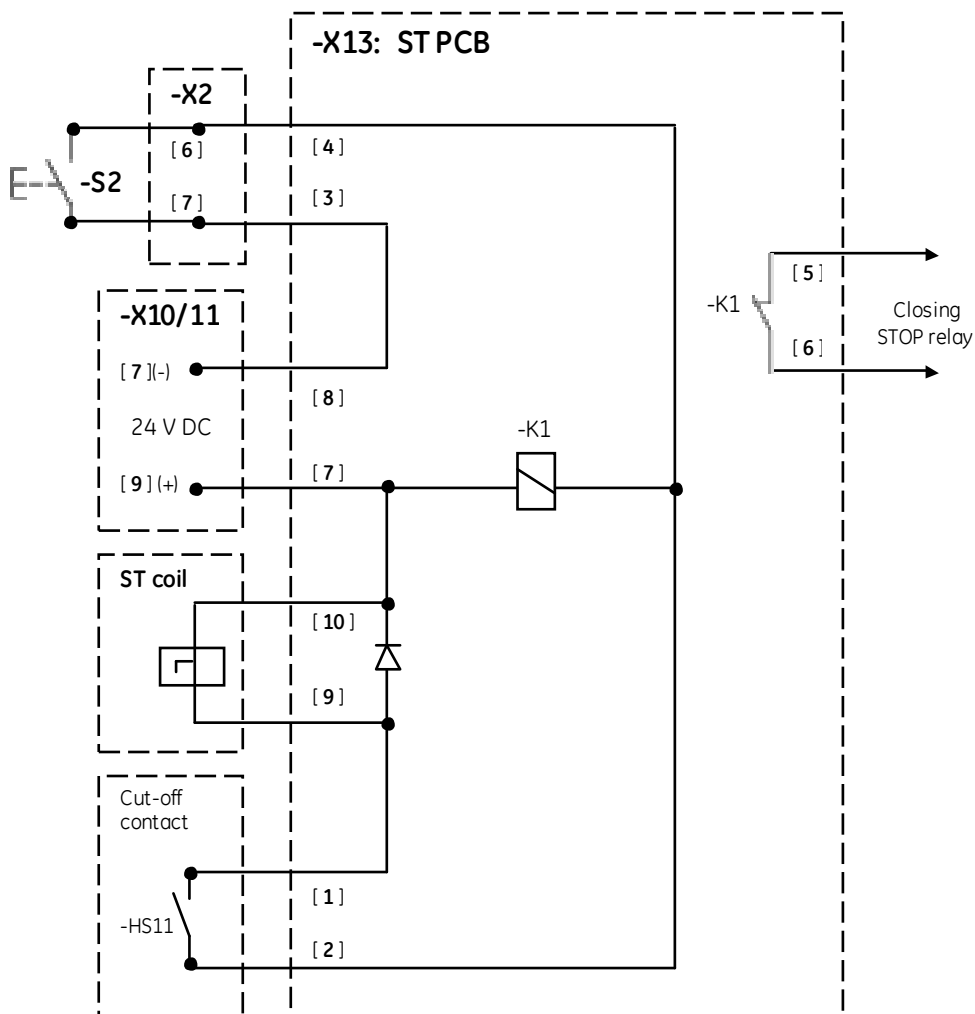 -X13: ST PCB
-X2
[6]
[4]
-S2
[7]
[3]
[5]
-X10/11
-K1
Closing
STOP relay
[6]
[7](-)
[8]
24 V DC
-K1
[9](+)
[7]
ST coil
[10]
[9]
Cut-off
contact
[1]
-HS11
[2]